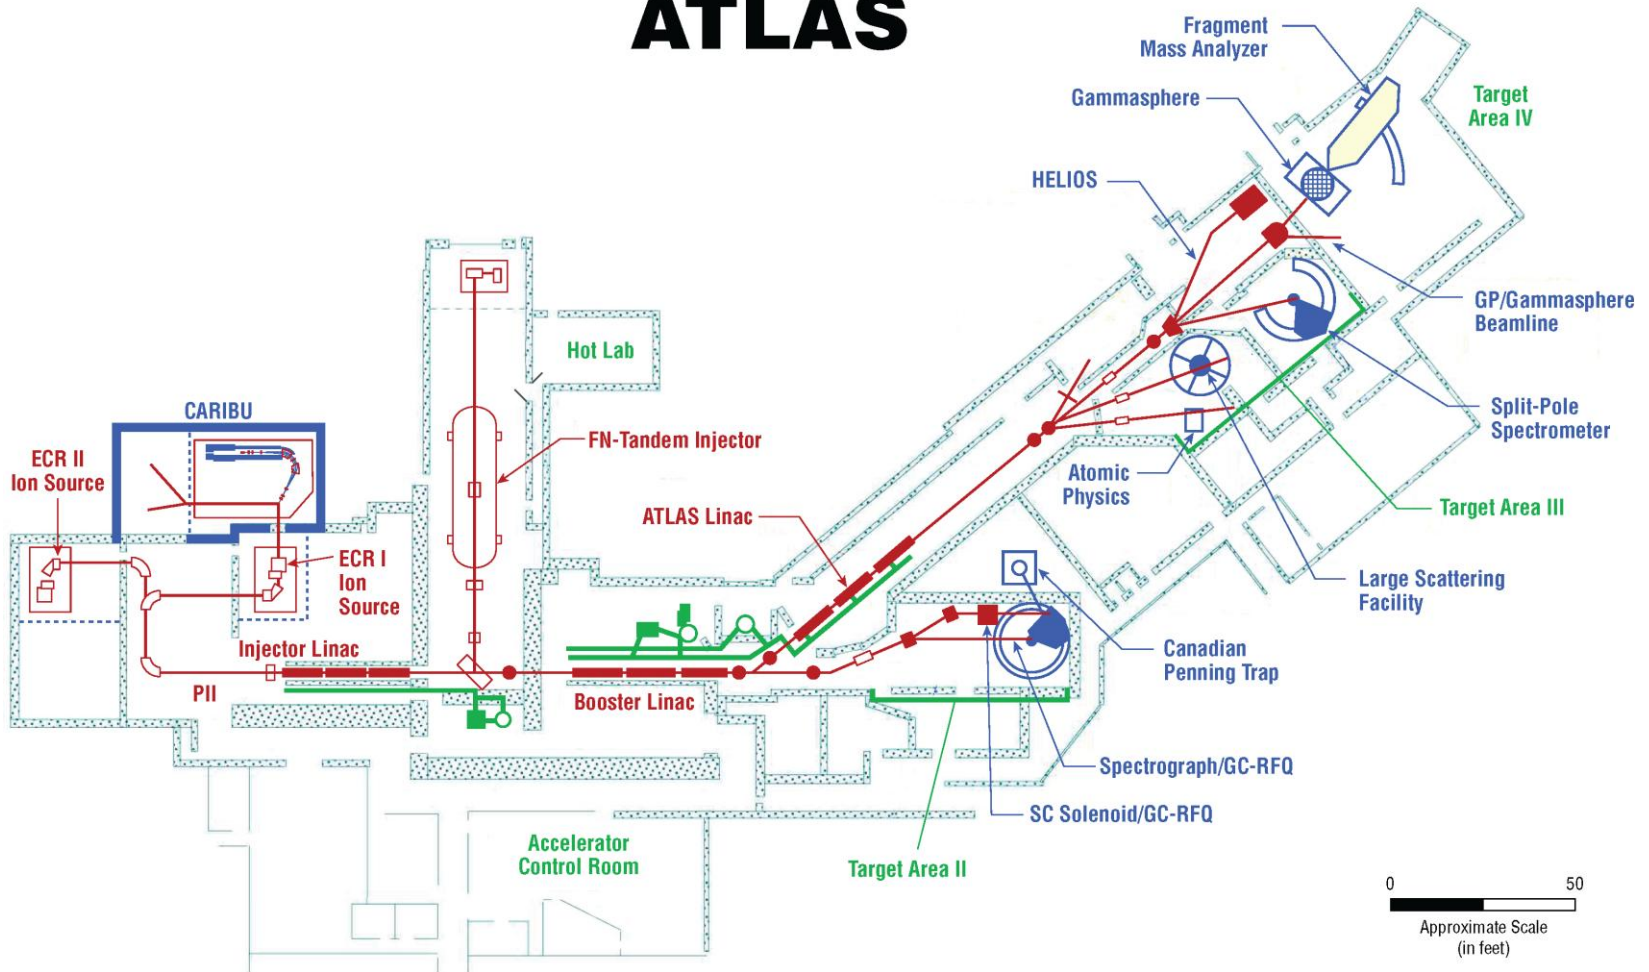 ATLAS
Fragment
Mass Analyzer
Gammasphere
Target
Area IV
HELIOS
GP/Gammasphere
Beamline
Hot Lab
CARIBU
Split-Pole
Spectrometer
FN-Tandem Injector
ECR II
Ion Source
Atomic
Physics
ATLAS Linac
Target Area III
ECR I
Ion
Source
Large Scattering
Facility
Injector Linac
Canadian
Penning Trap
PII
Booster Linac
Spectrograph/GC-RFQ
SC Solenoid/GC-RFQ
Accelerator
Control Room
Target Area II
0 50
Approximate Scale
(in feet)